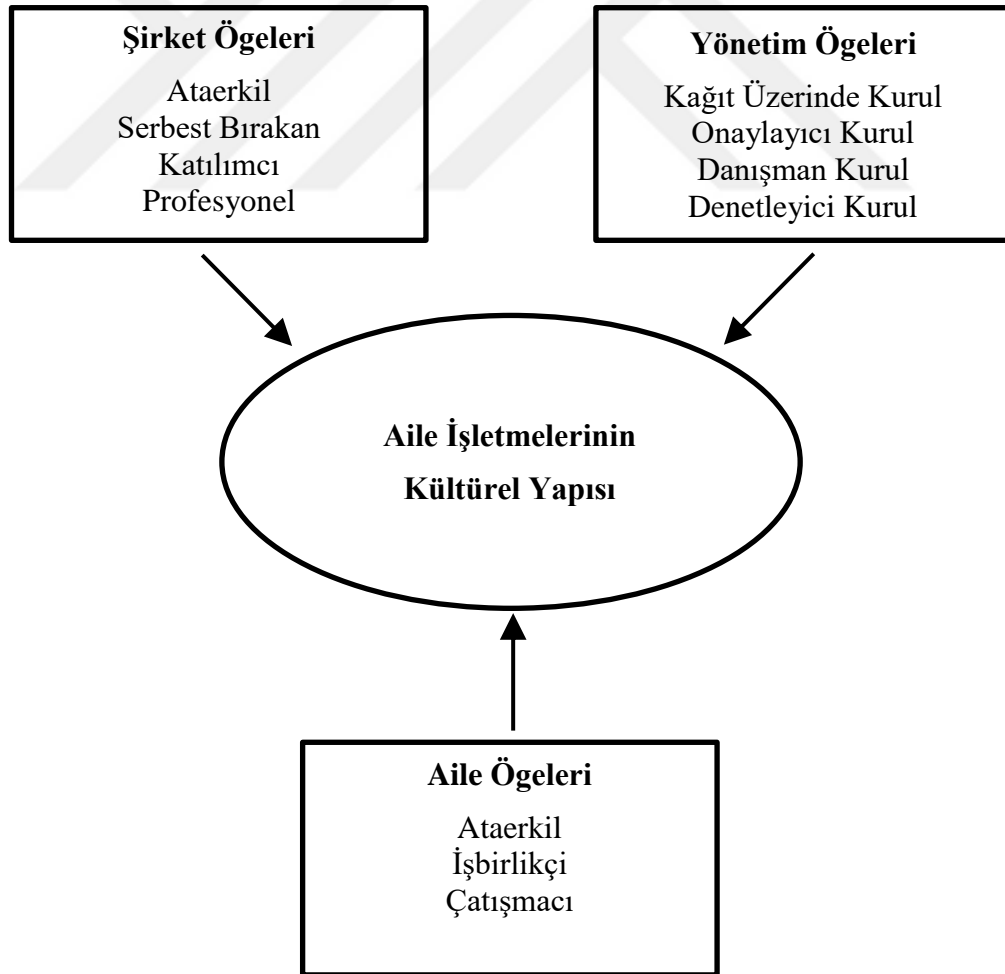 Şirket Ögeleri
Ataerkil
Serbest Bırakan
Katılımcı
Profesyonel
Yönetim Ögeleri
Kağıt Üzerinde Kurul
Onaylayıcı Kurul
Danışman Kurul
Denetleyici Kurul
Aile İşletmelerinin
Kültürel Yapısı
Aile Ögeleri
Ataerkil
İşbirlikçi
Çatışmacı